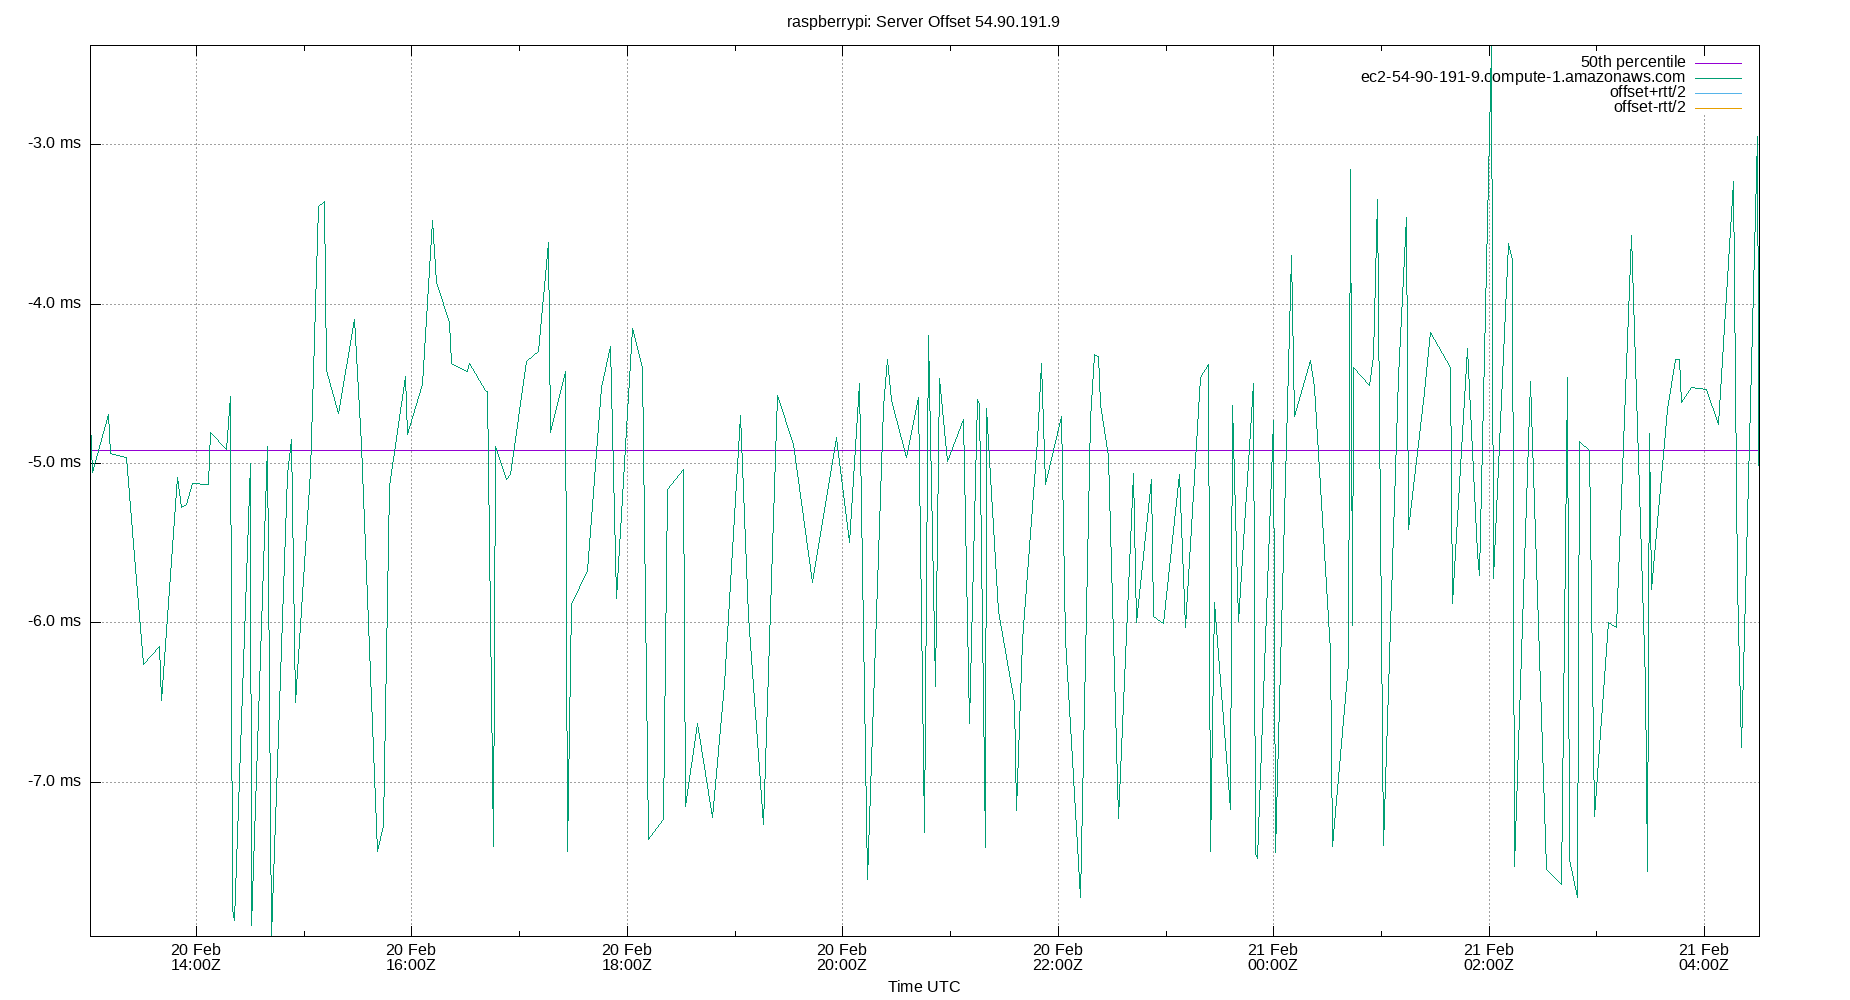 raspberrypi: Server Offset 54.90.191.9
50th percentile
ec2-54-90-191-9.compute-1.amazonaws.com
offset+rtt/2
offset-rtt/2
-3.0 ms
-4.0 ms
-5.0 ms
-6.0 ms
-7.0 ms
20 Feb 20 Feb 20 Feb 20 Feb 20 Feb 21 Feb 21 Feb 21 Feb
14:00Z 16:00Z 18:00Z 20:00Z 22:00Z 00:00Z 02:00Z 04:00Z
Time UTC